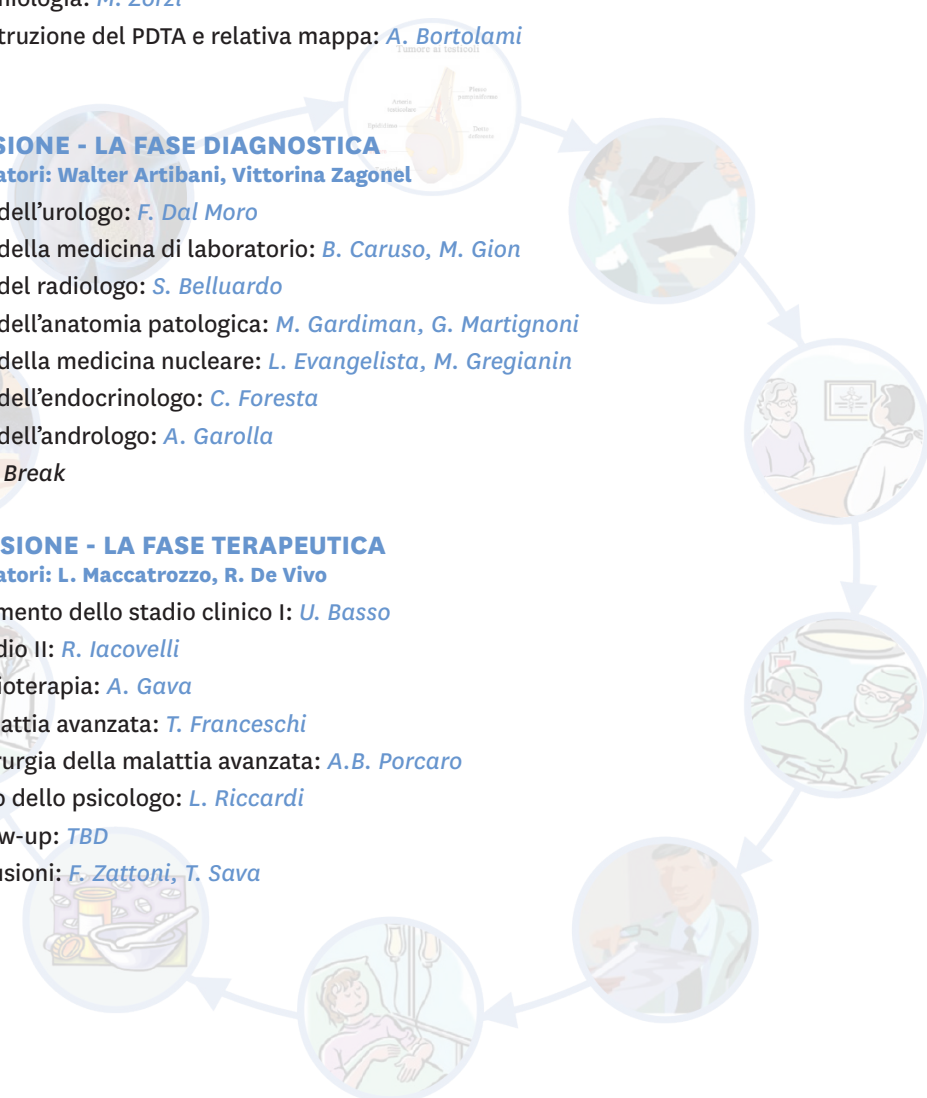 niologia: M. Zorzi
truzione del PDTA e relativa mappa: A. Bortolami
Tumore ai testicoli
SIONE - LA FASE DIAGNOSTICA
atori: Walter Artibani, Vittorina Zagonel
dell’urologo: F. Dal Moro
della medicina di laboratorio: B. Caruso, M. Gion
del radiologo: S. Belluardo
dell’anatomia patologica: M. Gardiman, G. Martignoni
della medicina nucleare: L. Evangelista, M. Gregianin
dell’endocrinologo: C. Foresta
dell’andrologo: A. Garolla
Break
SIONE - LA FASE TERAPEUTICA
atori: L. Maccatrozzo, R. De Vivo
mento dello stadio clinico I: U. Basso
dio II: R. Iacovelli
ioterapia: A. Gava
attia avanzata: T. Franceschi
rurgia della malattia avanzata: A.B. Porcaro
o dello psicologo: L. Riccardi
w-up: TBD
usioni: F. Zattoni, T. Sava